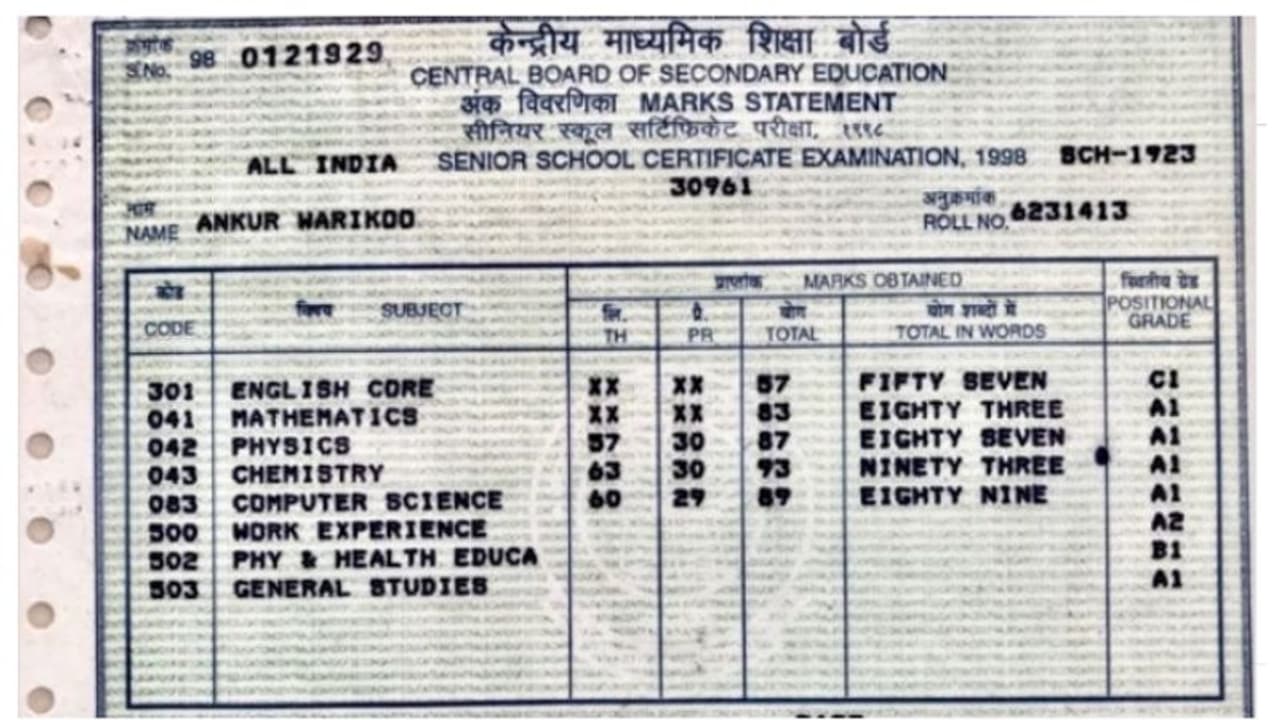 क्रमांक
S.No. 98 0121929
केन्द्रीय माध्यमिक शिक्षा बोर्ड
CENTRAL BOARD OF SECONDARY EDUCATION
अंक विवरणिका MARKS STATEMENT
सीनियर स्कूल सर्टिफिकेट परीक्षा, १९९८
ALL INDIA SENIOR SCHOOL CERTIFICATE EXAMINATION, 1998 BCH-1923
30961
नाम
NAME ANKUR WARIKOO
अनुक्रमांक
ROLL NO. 6231413
कोड विषय SUBJECT प्राप्तांक MARKS OBTAINED स्थितीय ग्रेड
CODE लि. प्रै. योग योग शब्दों में POSITIONAL
TH PR TOTAL TOTAL IN WORDS GRADE
301 ENGLISH CORE XX XX 57 FIFTY SEVEN C1
041 MATHEMATICS XX XX 83 EIGHTY THREE A1
042 PHYSICS 57 30 87 EIGHTY SEVEN A1
043 CHEMISTRY 63 30 93 NINETY THREE A1
083 COMPUTER SCIENCE 60 29 89 EIGHTY NINE A1
500 WORK EXPERIENCE A2
502 PHY & HEALTH EDUCA B1
503 GENERAL STUDIES A1